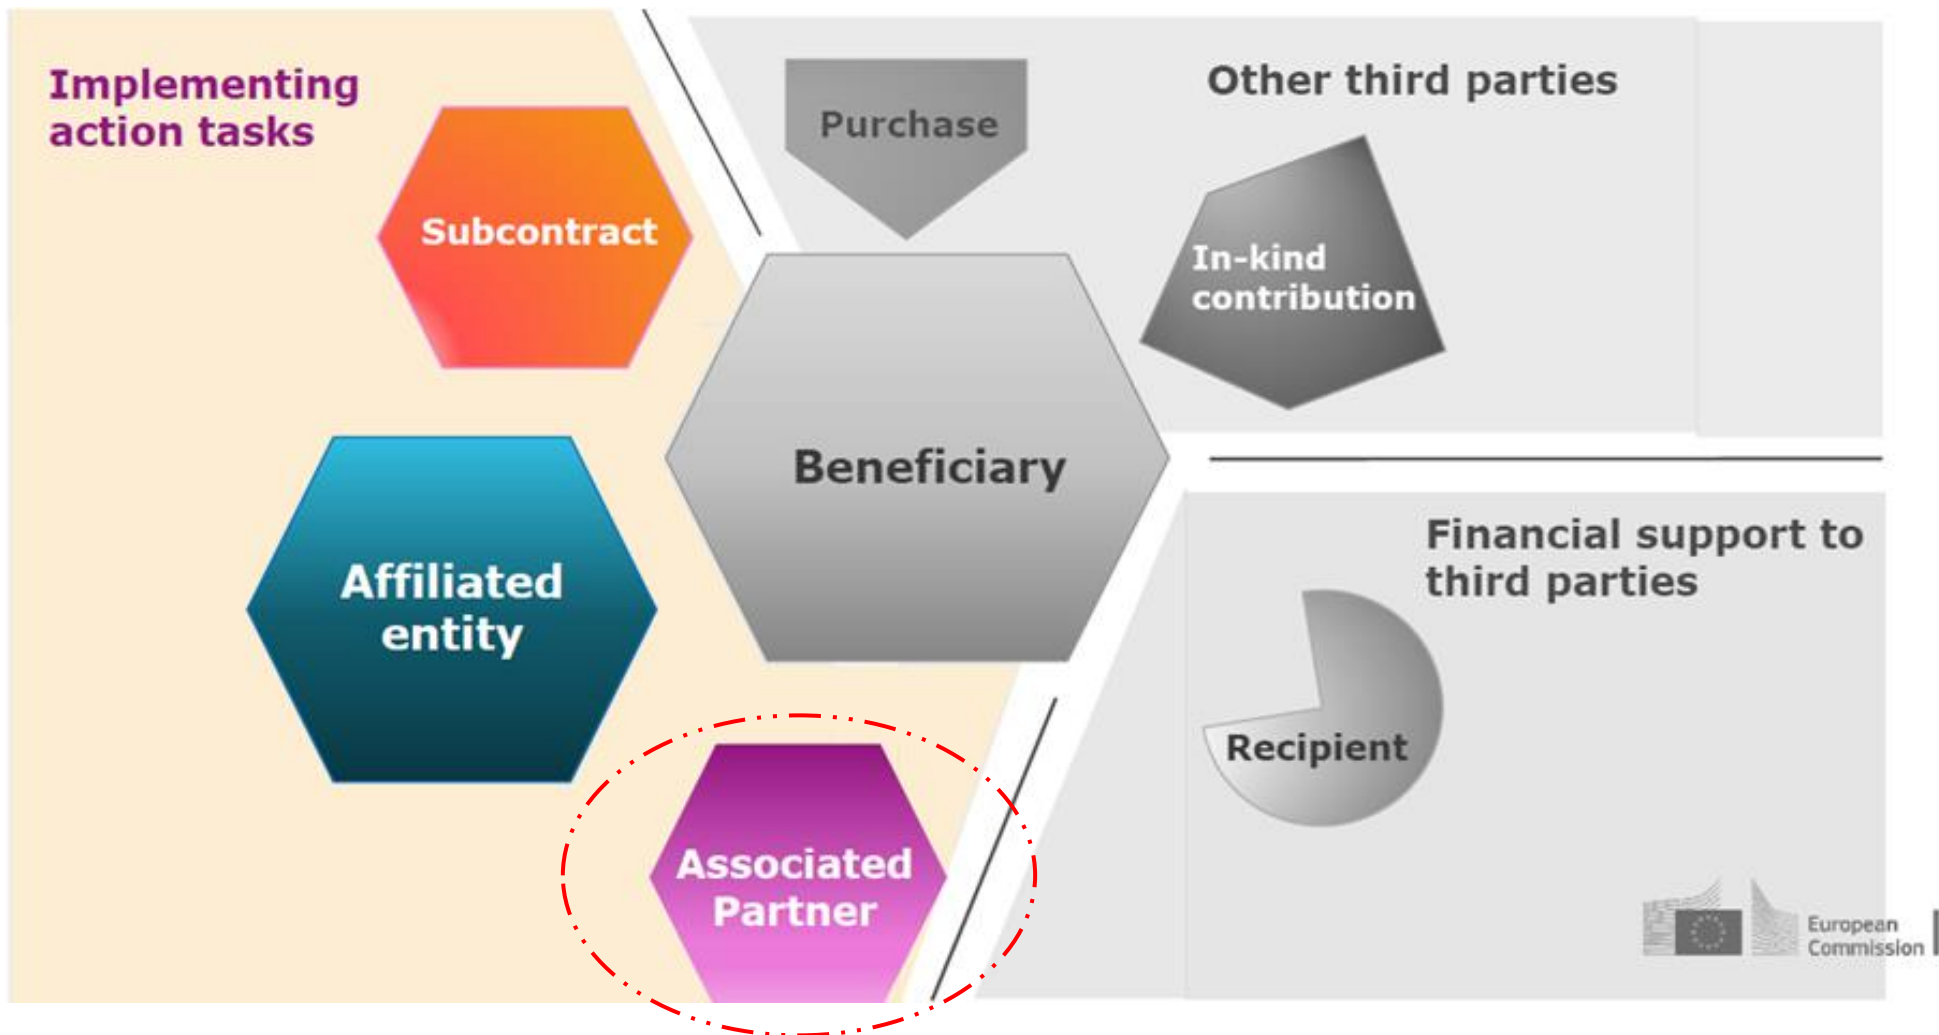 Implementing
action tasks
Subcontract
Affiliated
entity
Associated
Partner
Beneficiary
Purchase
Other third parties
In-kind
contribution
Financial support to
third parties
Recipient
European
Commission